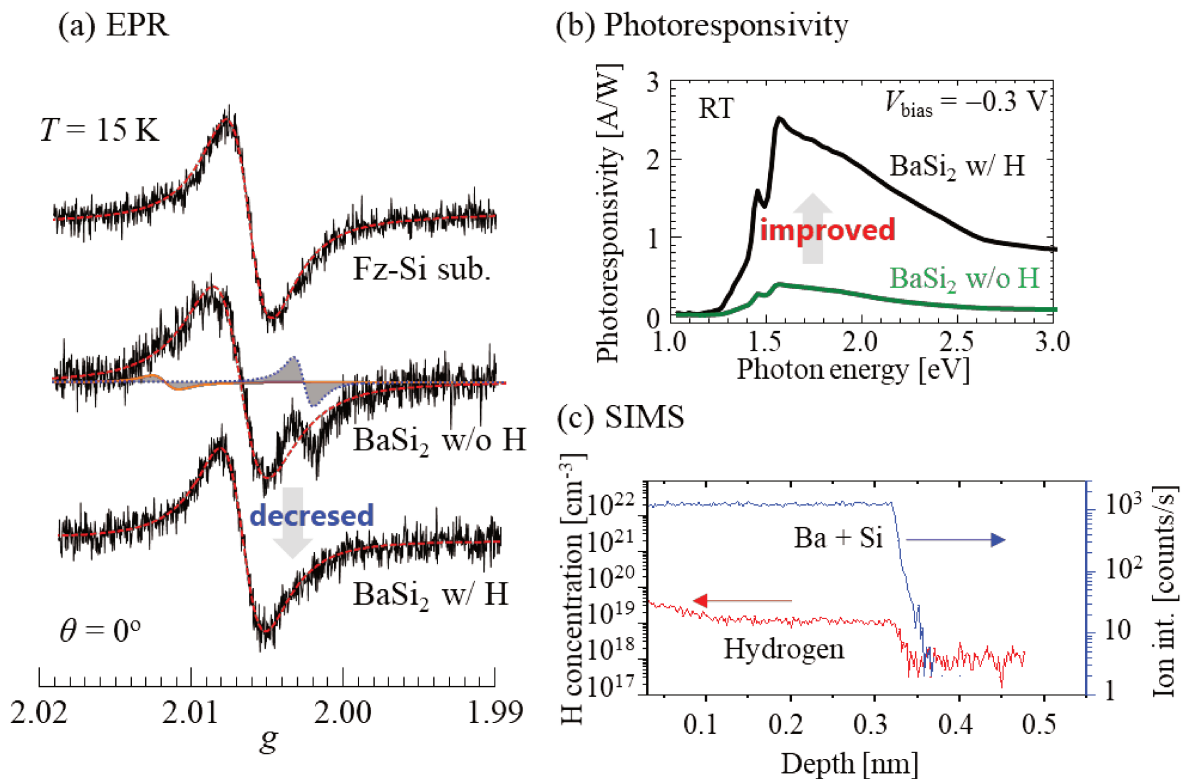 (a) EPR
T = 15 K
Fz-Si sub.
BaSi₂ w/o H
decresed
BaSi₂ w/ H
θ = 0°
2.02 2.01 2.00 1.99
g
(b) Photoresponsivity
Photoresponsivity [A/W]
3
2
1
0
RT
V_bias = −0.3 V
BaSi₂ w/ H
improved
BaSi₂ w/o H
1.0 1.5 2.0 2.5 3.0
Photon energy [eV]
(c) SIMS
H concentration [cm⁻³]
10²²
10²¹
10²⁰
10¹⁹
10¹⁸
10¹⁷
Ba + Si
Hydrogen
10³
10²
10
1
Ion int. [counts/s]
0.1 0.2 0.3 0.4 0.5
Depth [nm]